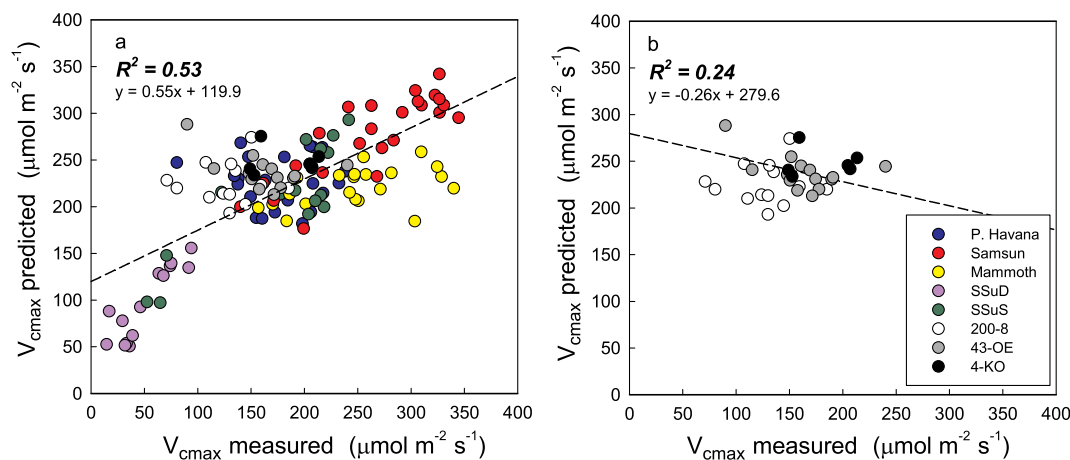 a
R² = 0.53
y = 0.55x + 119.9
400
350
300
250
200
150
100
50
0
V_cmax predicted (μmol m⁻² s⁻¹)
0 50 100 150 200 250 300 350 400
V_cmax measured (μmol m⁻² s⁻¹)
b
R² = 0.24
y = -0.26x + 279.6
400
350
300
250
200
150
100
50
0
V_cmax predicted (μmol m⁻² s⁻¹)
P. Havana
Samsun
Mammoth
SSuD
SSuS
200-8
43-OE
4-KO
0 50 100 150 200 250 300 350 400
V_cmax measured (μmol m⁻² s⁻¹)